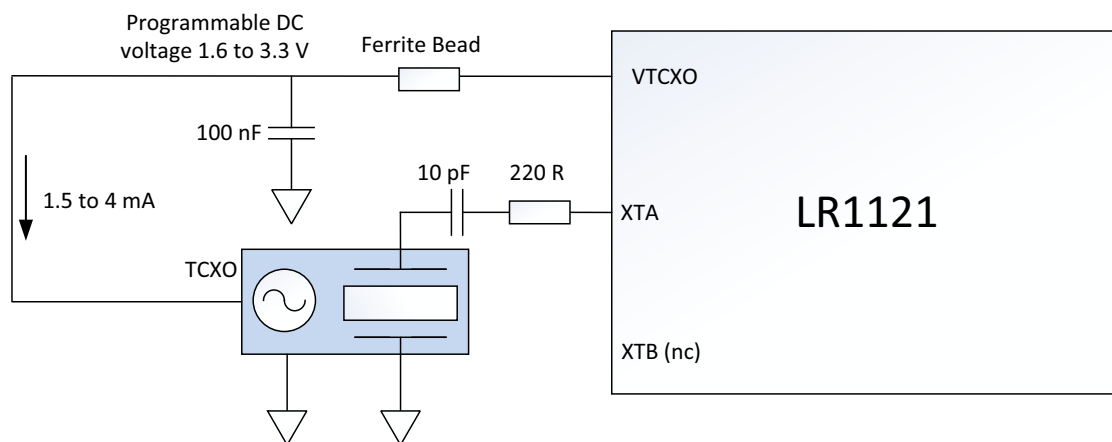 Programmable DC
voltage 1.6 to 3.3 V
Ferrite Bead
VTCXO
100 nF
10 pF
220 R
1.5 to 4 mA
XTA
LR1121
TCXO
XTB (nc)